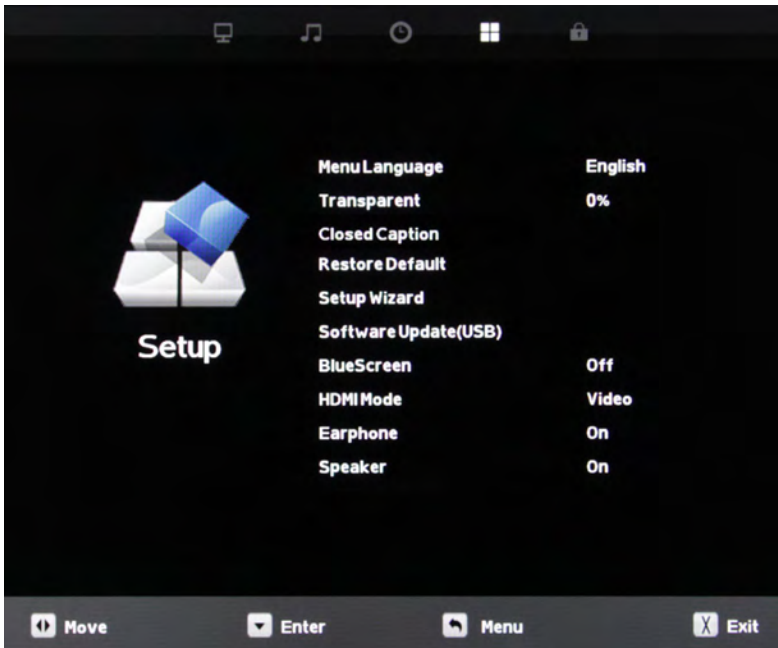 Menu Language English
Transparent 0%
Closed Caption
Restore Default
Setup Wizard
Software Update(USB)
Setup
BlueScreen Off
HDMI Mode Video
Earphone On
Speaker On
Move Enter Menu X Exit